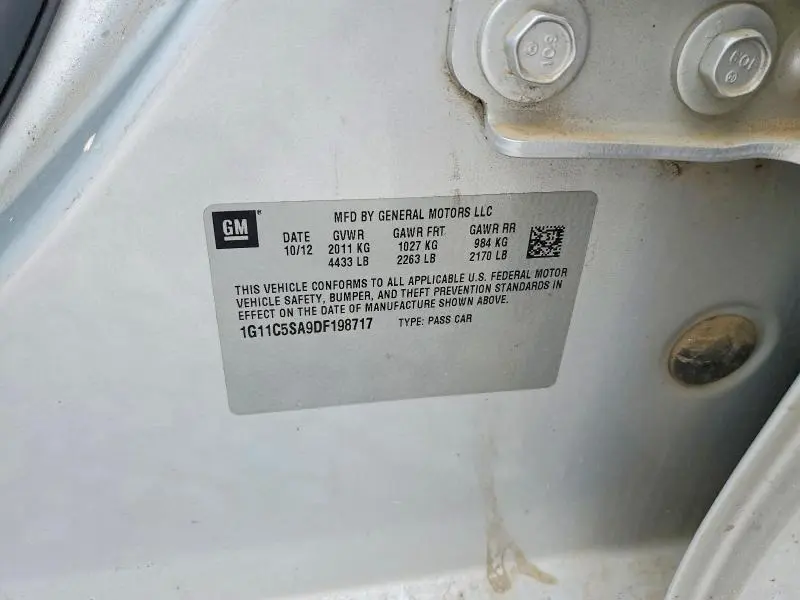 103
103
GM
MFD BY GENERAL MOTORS LLC
DATE GVWR GAWR FRT GAWR RR
10/12 2011 KG 1027 KG 984 KG
4433 LB 2263 LB 2170 LB
THIS VEHICLE CONFORMS TO ALL APPLICABLE U.S. FEDERAL MOTOR
VEHICLE SAFETY, BUMPER, AND THEFT PREVENTION STANDARDS IN
EFFECT ON THE DATE OF MANUFACTURE SHOWN ABOVE.
1G11C5SA9DF198717 TYPE: PASS CAR